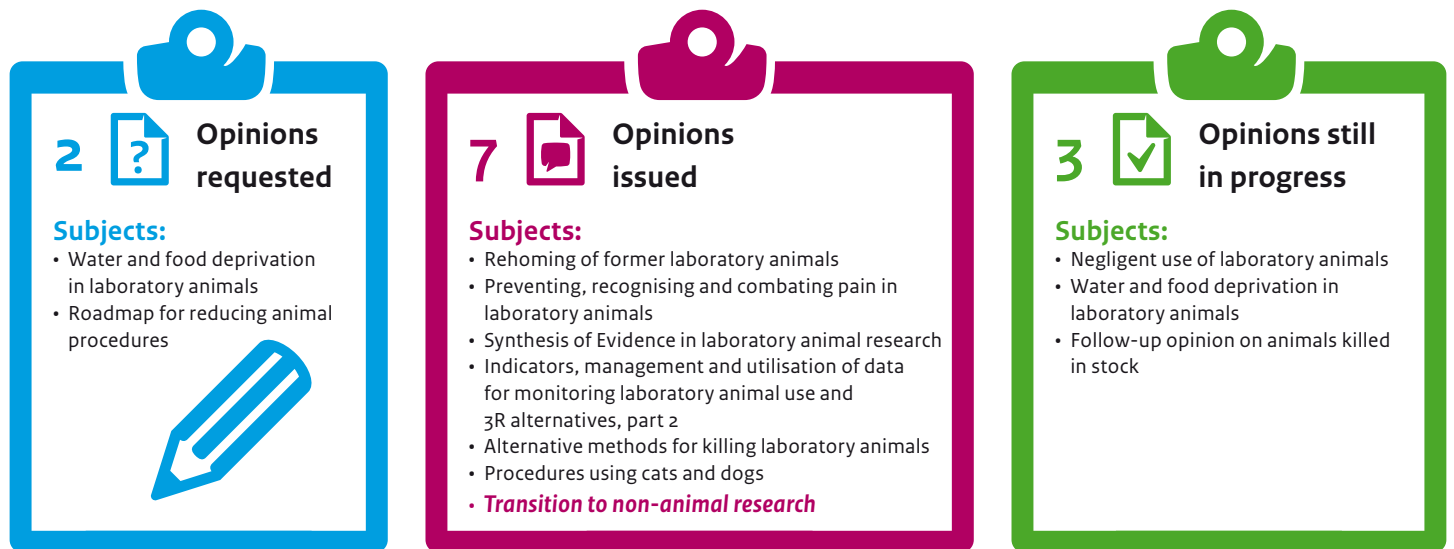 2
?
Opinions
requested
Subjects:
• Water and food deprivation
in laboratory animals
• Roadmap for reducing animal
procedures
7
Opinions
issued
Subjects:
• Rehoming of former laboratory animals
• Preventing, recognising and combating pain in
laboratory animals
• Synthesis of Evidence in laboratory animal research
• Indicators, management and utilisation of data
for monitoring laboratory animal use and
3R alternatives, part 2
• Alternative methods for killing laboratory animals
• Procedures using cats and dogs
• Transition to non-animal research
3
Opinions still
in progress
Subjects:
• Negligent use of laboratory animals
• Water and food deprivation in
laboratory animals
• Follow-up opinion on animals killed
in stock